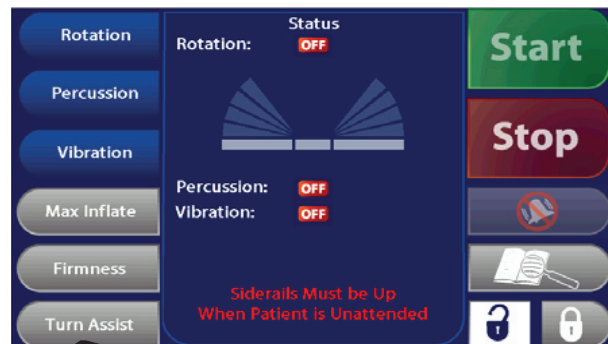 Rotation
Percussion
Vibration
Max Inflate
Firmness
Turn Assist
Status
Rotation: OFF
Percussion: OFF
Vibration: OFF
Siderails Must be Up
When Patient is Unattended
Start
Stop